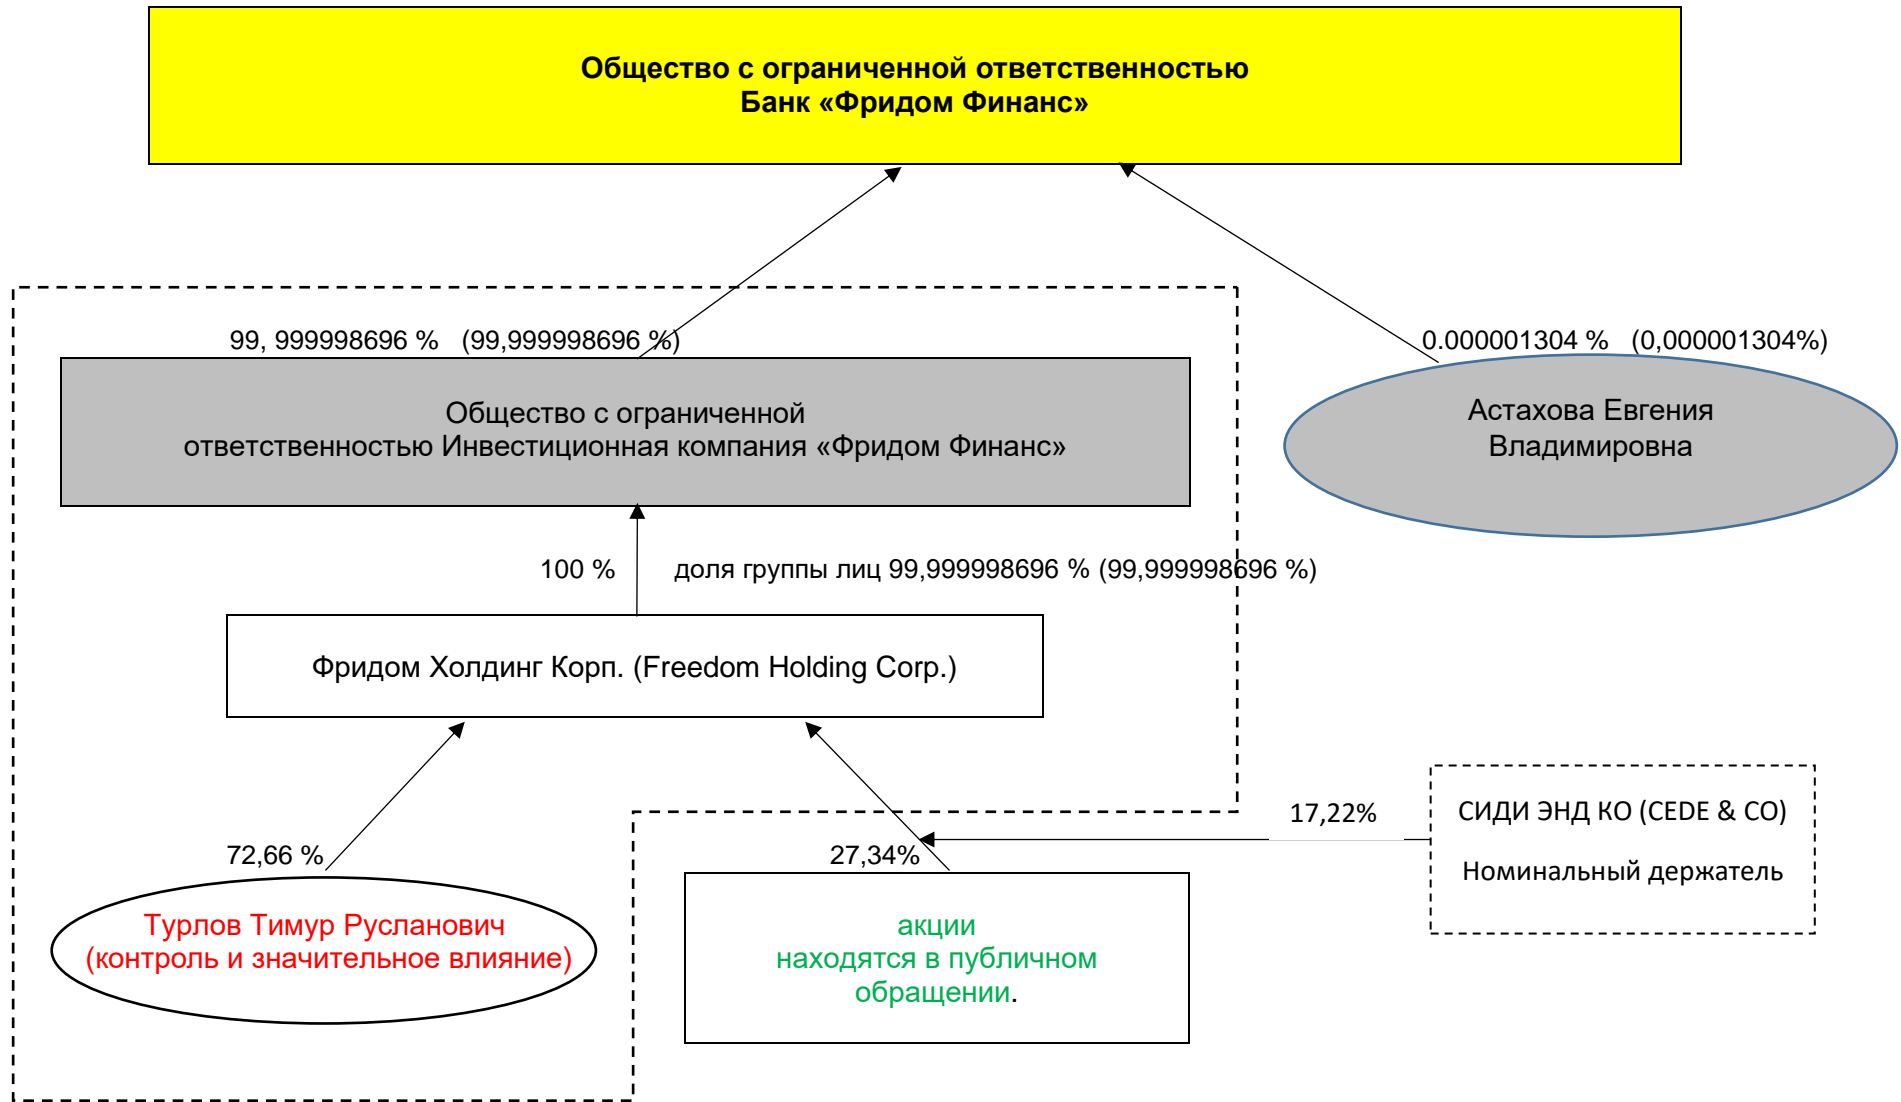 Общество с ограниченной ответственностью
Банк «Фридом Финанс»
99, 999998696 % (99,999998696 %)
0.000001304 % (0,000001304%)
Общество с ограниченной
ответственностью Инвестиционная компания «Фридом Финанс»
Астахова Евгения
Владимировна
100 % доля группы лиц 99,999998696 % (99,999998696 %)
Фридом Холдинг Корп. (Freedom Holding Corp.)
17,22%
СИДИ ЭНД КО (CEDE & CO)
Номинальный держатель
72,66 %
27,34%
Турлов Тимур Русланович
(контроль и значительное влияние)
акции
находятся в публичном
обращении.